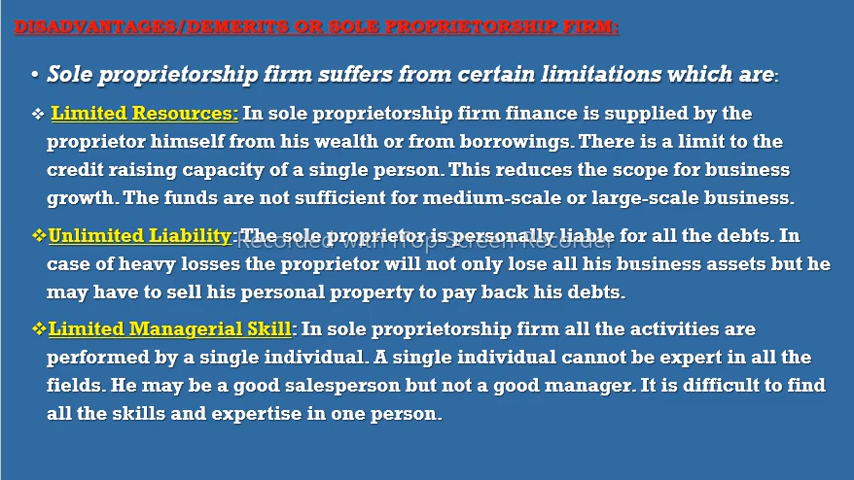 DISADVANTAGES/DEMERITS OR SOLE PROPRIETORSHIP FIRM:
• Sole proprietorship firm suffers from certain limitations which are:
❖ Limited Resources: In sole proprietorship firm finance is supplied by the
proprietor himself from his wealth or from borrowings. There is a limit to the
credit raising capacity of a single person. This reduces the scope for business
growth. The funds are not sufficient for medium-scale or large-scale business.
❖Unlimited Liability: The sole proprietor is personally liable for all the debts. In
Recorded with iTop Screen Recorder
case of heavy losses the proprietor will not only lose all his business assets but he
may have to sell his personal property to pay back his debts.
❖Limited Managerial Skill: In sole proprietorship firm all the activities are
performed by a single individual. A single individual cannot be expert in all the
fields. He may be a good salesperson but not a good manager. It is difficult to find
all the skills and expertise in one person.